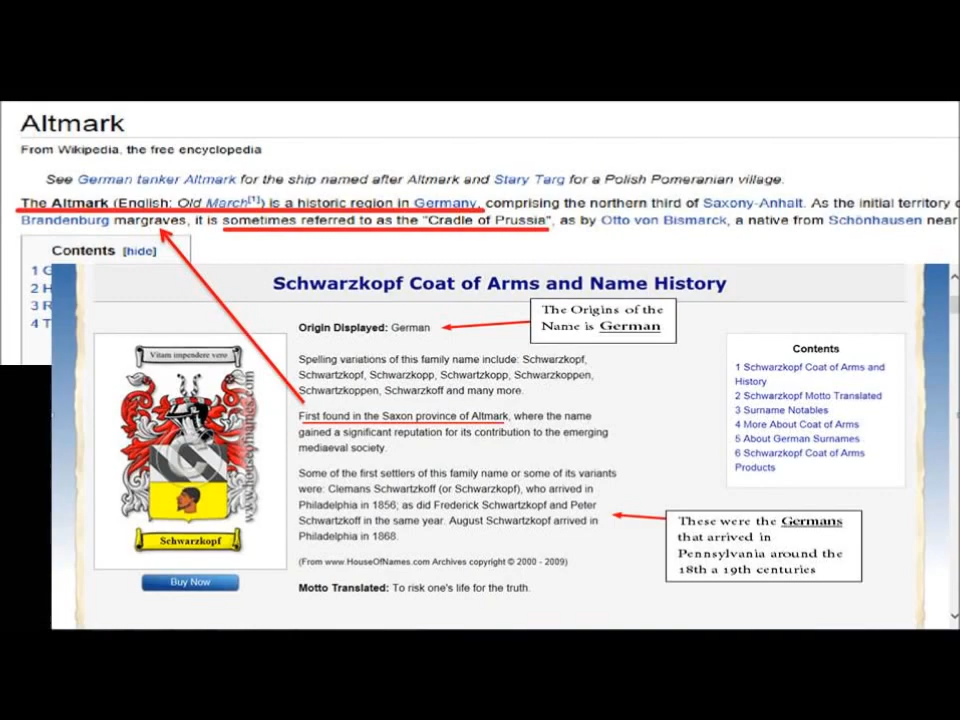 Altmark
From Wikipedia, the free encyclopedia
See German tanker Altmark for the ship named after Altmark and Stary Targ for a Polish Pomeranian village.
The Altmark (English: Old March[1]) is a historic region in Germany, comprising the northern third of Saxony-Anhalt. As the initial territory
Brandenburg margraves, it is sometimes referred to as the "Cradle of Prussia", as by Otto von Bismarck, a native from Schönhausen near
Contents [hide]
1 G
2 H
3 R
4 T
Schwarzkopf Coat of Arms and Name History
Origin Displayed: German
The Origins of the
Name is German
Spelling variations of this family name include: Schwarzkopf,
Schwartzkopf, Schwarzkopp, Schwartzkopp, Schwarzkoppen,
Schwartzkoppen, Schwarzkoff and many more.
First found in the Saxon province of Altmark, where the name
gained a significant reputation for its contribution to the emerging
mediaeval society.
Some of the first settlers of this family name or some of its variants
were: Clemans Schwartzkoff (or Schwarzkopf), who arrived in
Philadelphia in 1856; as did Frederick Schwartzkopf and Peter
Schwartzkoff in the same year. August Schwartzkopf arrived in
Philadelphia in 1868.
(From www.HouseOfNames.com Archives copyright © 2000 - 2009)
Motto Translated: To risk one's life for the truth.
Vitam impendere vero
www.houseofnames.com
C
Schwarzkopf
Buy Now
Contents
1 Schwarzkopf Coat of Arms and
History
2 Schwarzkopf Motto Translated
3 Surname Notables
4 More About Coat of Arms
5 About German Surnames
6 Schwarzkopf Coat of Arms
Products
These were the Germans
that arrived in
Pennsylvania around the
18th a 19th centuries